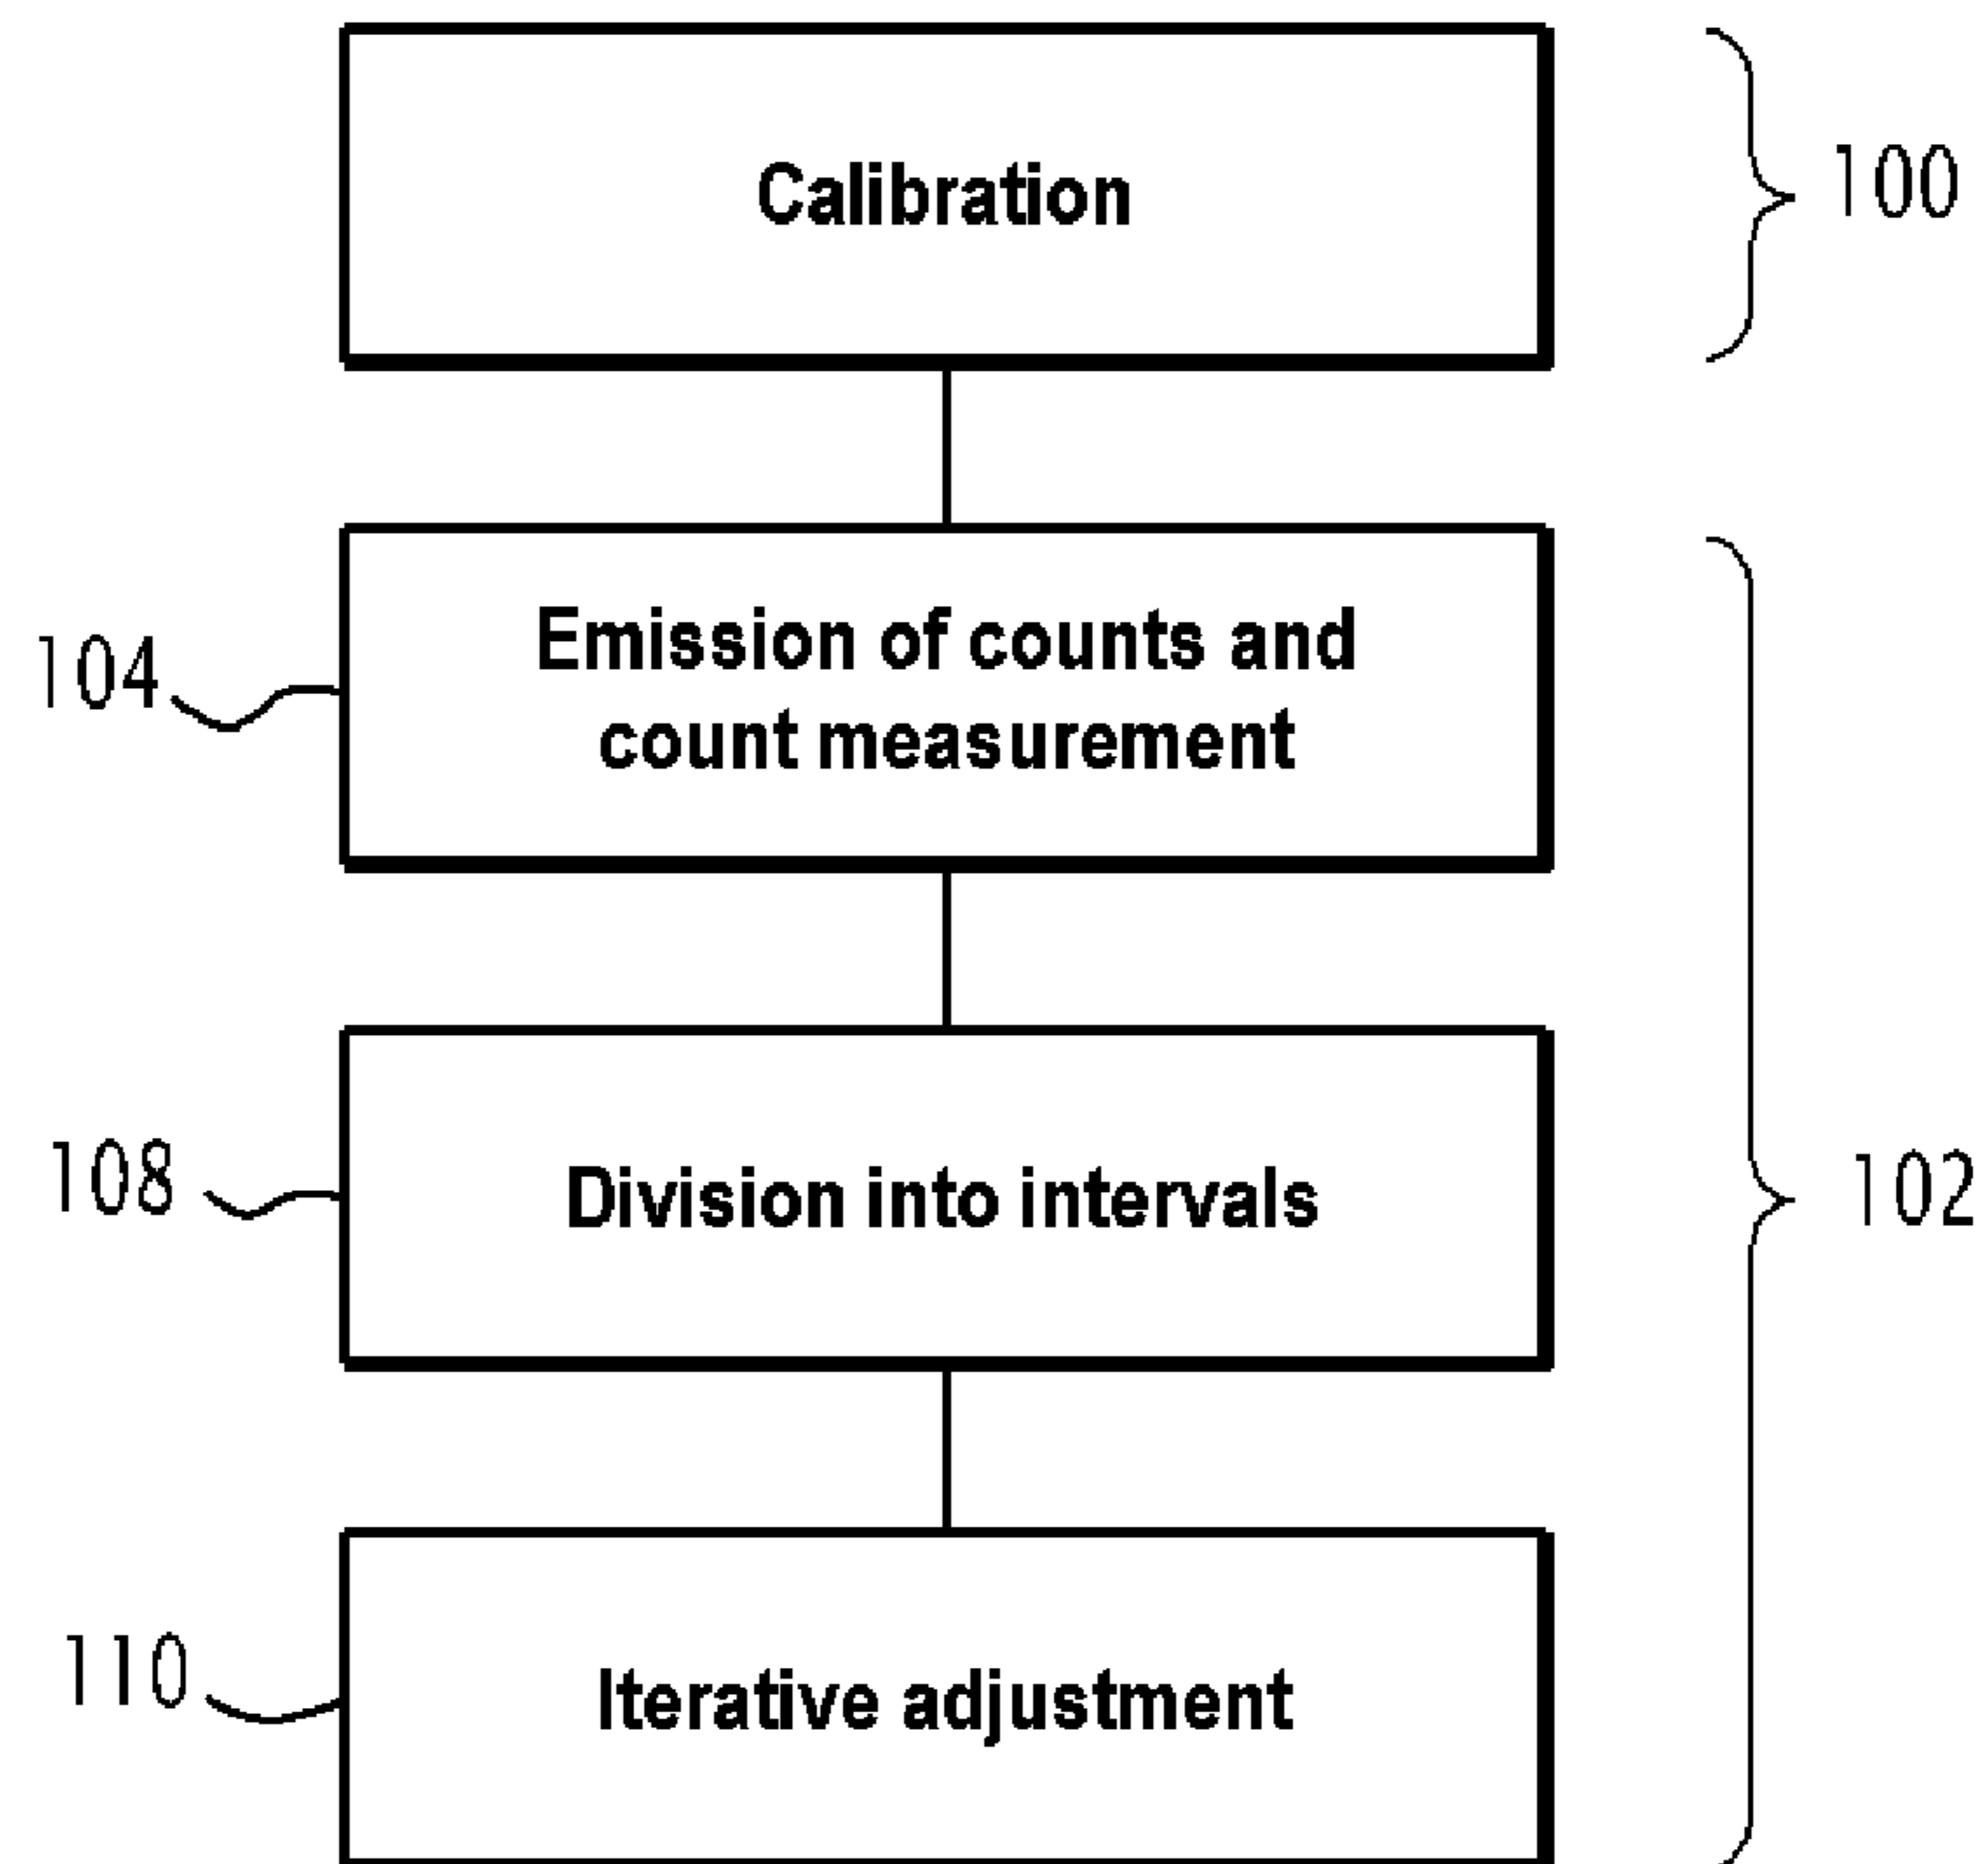 Calibration
100
Emission of counts and
count measurement
104
Division into intervals
108
102
Iterative adjustment
110